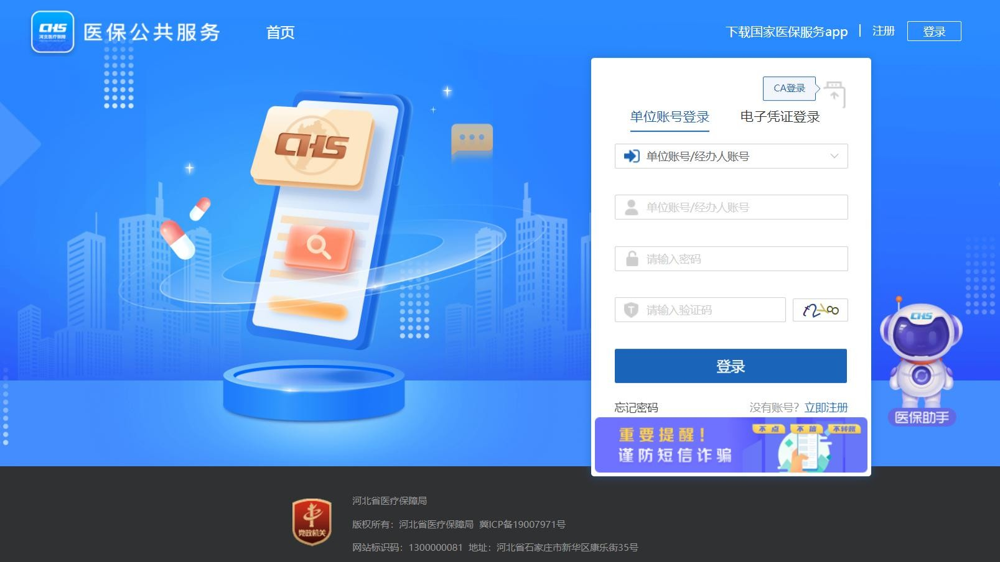 CHS
河北医疗保障
医保公共服务
首页
下载国家医保服务app
注册
登录
CHS
CA登录
单位账号登录
电子凭证登录
单位账号/经办人账号
单位账号/经办人账号
请输入密码
请输入验证码
登录
忘记密码
没有账号? 立即注册
重要提醒！
谨防短信诈骗
不点
不信
不转账
CHS
医保助手
党政机关
河北省医疗保障局
版权所有：河北省医疗保障局 冀ICP备19007971号
网站标识码：1300000081 地址：河北省石家庄市新华区康乐街35号